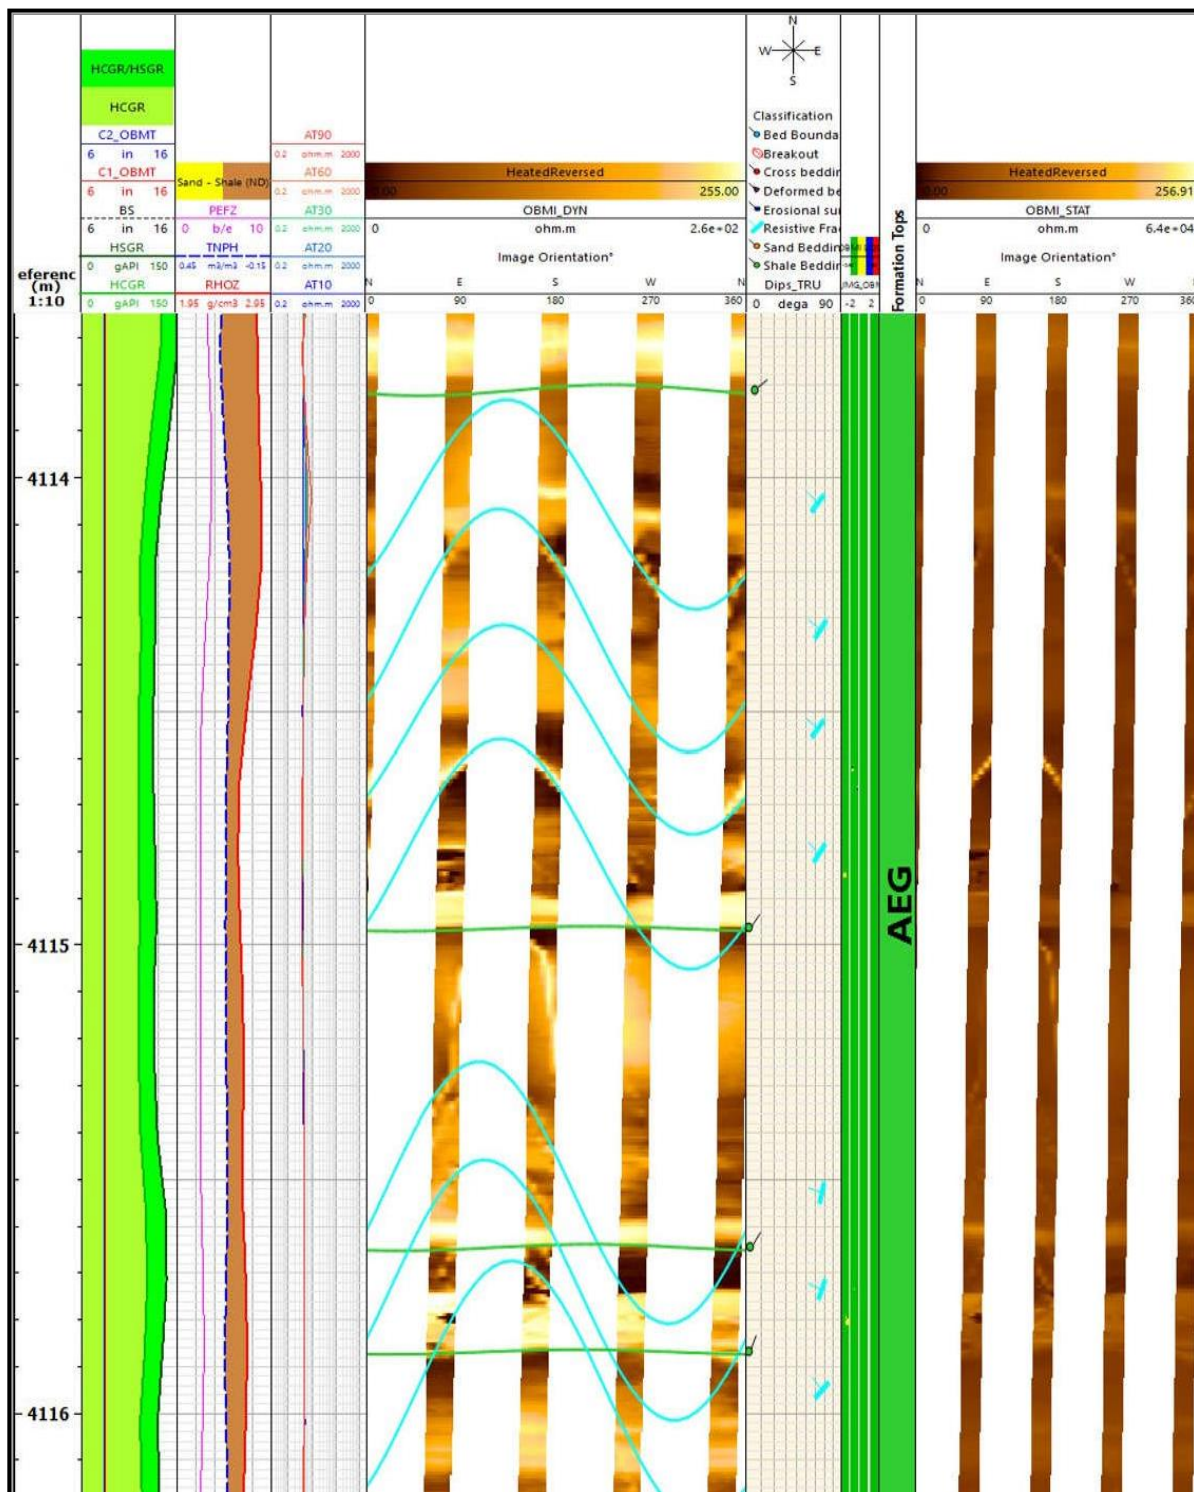 HCGR/HSGR
HCGR
C2_OBMT
6 in 16
C1_OBMT
6 in 16
BS
6 in 16
HSGR
0 gAPI 150
HCGR
0 gAPI 150
eferenc
(m)
1:10
Sand - Shale (ND)
PEFZ
0 b/e 10
TNPH
0.45 m3/m3 -0.15
RHOZ
1.95 g/cm3 2.95
AT90
0.2 ohm.m 2000
AT60
0.2 ohm.m 2000
AT30
0.2 ohm.m 2000
AT20
0.2 ohm.m 2000
AT10
0.2 ohm.m 2000
HeatedReversed
0.00 255.00
OBMI_DYN
0 ohm.m 2.6e+02
Image Orientation°
N E S W N
0 90 180 270 360
N
W E
S
Classification
Bed Bounda
Breakout
Cross beddin
Deformed be
Erosional su
Resistive Fra
Sand Beddin
Shale Beddin
Dips_TRU
0 dega 90
-2 2
Formation Tops
HeatedReversed
0.00 256.91
OBMI_STAT
0 ohm.m 6.4e+04
Image Orientation°
N E S W N
0 90 180 270 360
4114
4115
4116
AEG